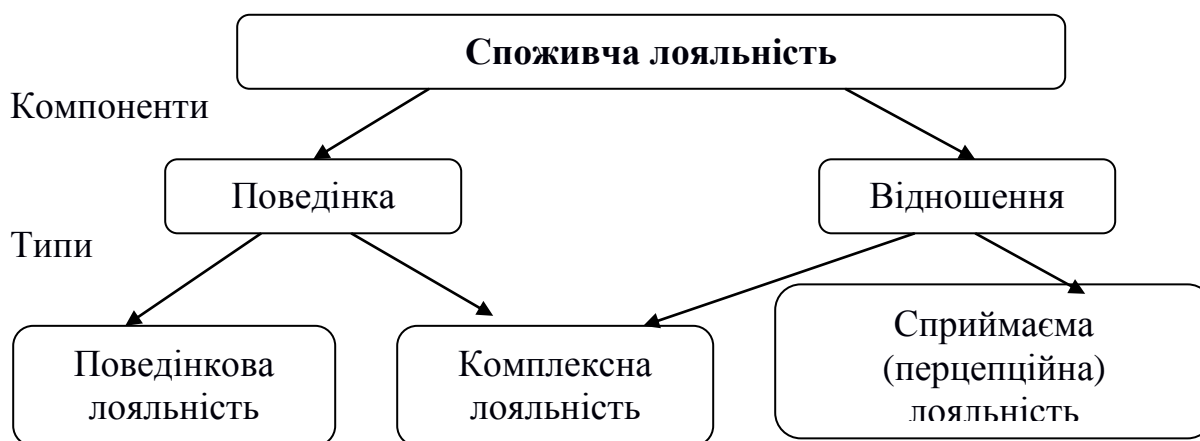 Споживча лояльність
Компоненти
Поведінка
Відношення
Типи
Поведінкова
лояльність
Комплексна
лояльність
Сприймаєма
(перцепційна)
лояльність